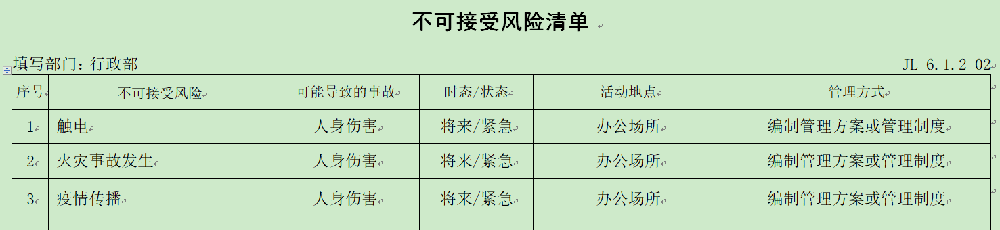 不可接受风险清单
填写部门：行政部 JL-6.1.2-02
序号 不可接受风险 可能导致的事故 时态/状态 活动地点 管理方式
1 触电 人身伤害 将来/紧急 办公场所 编制管理方案或管理制度
2 火灾事故发生 人身伤害 将来/紧急 办公场所 编制管理方案或管理制度
3 疫情传播 人身伤害 将来/紧急 办公场所 编制管理方案或管理制度